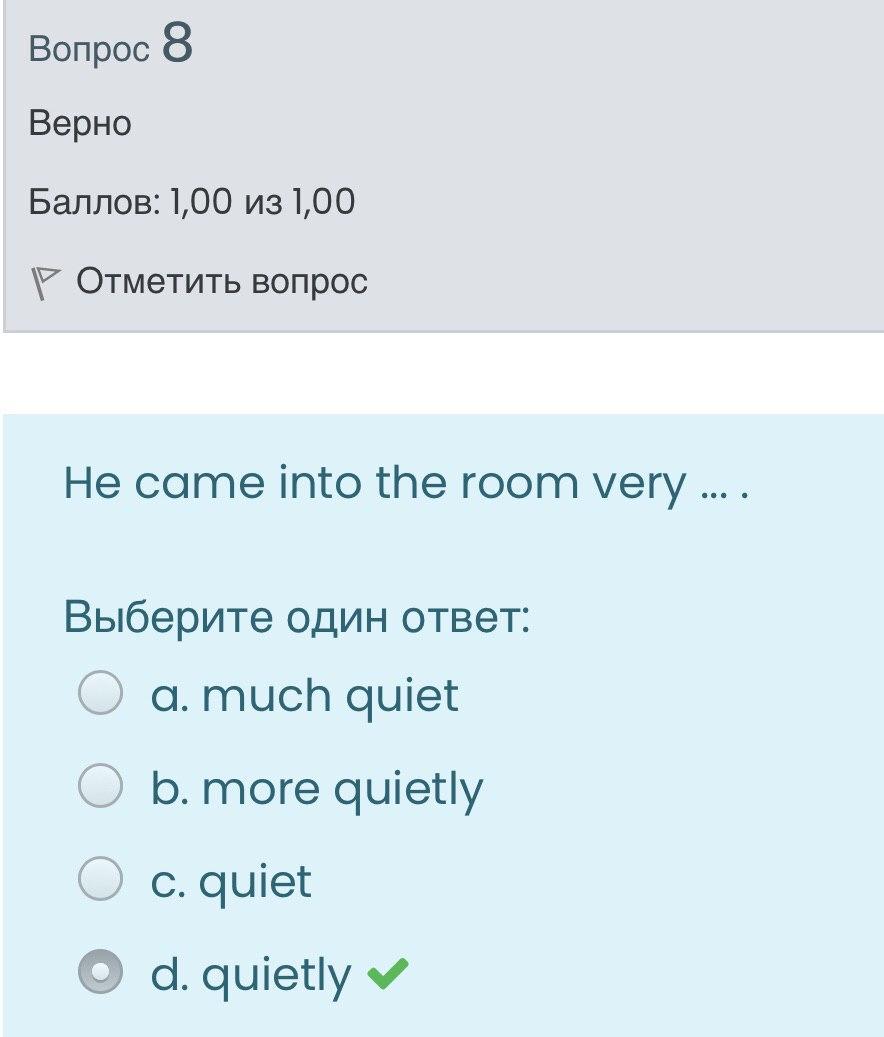 Вопрос 8
Верно
Баллов: 1,00 из 1,00
Отметить вопрос
He came into the room very ... .
Выберите один ответ:
a. much quiet
b. more quietly
c. quiet
d. quietly